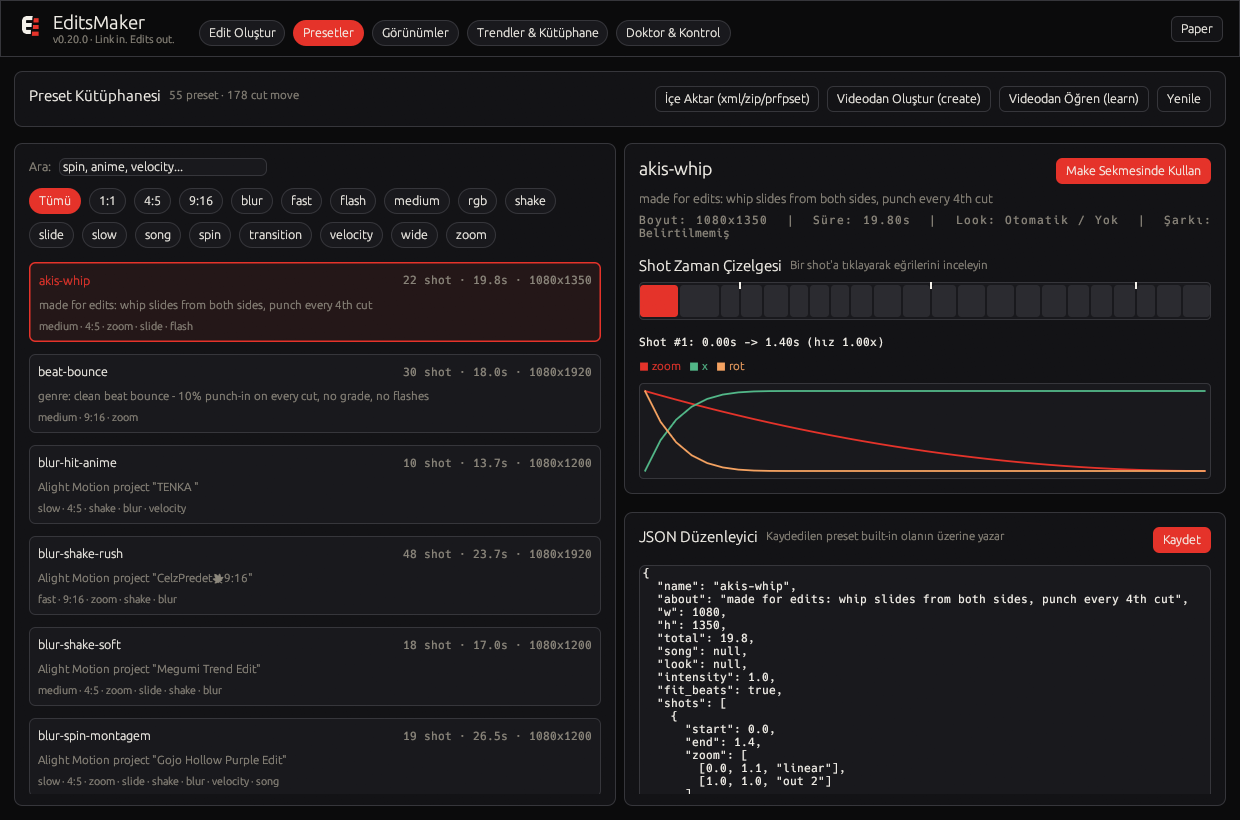 EditsMaker
v0.20.0 · Link in. Edits out.
Edit Oluştur
Presetler
Görünümler
Trendler & Kütüphane
Doktor & Kontrol
Paper
Preset Kütüphanesi
55 preset · 178 cut move
İçe Aktar (xml/zip/prfpset)
Videodan Oluştur (create)
Videodan Öğren (learn)
Yenile
Ara:
spin, anime, velocity...
Tümü
1:1
4:5
9:16
blur
fast
flash
medium
rgb
shake
slide
slow
song
spin
transition
velocity
wide
zoom
akis-whip
22 shot · 19.8s · 1080x1350
made for edits: whip slides from both sides, punch every 4th cut
medium · 4:5 · zoom · slide · flash
beat-bounce
30 shot · 18.0s · 1080x1920
genre: clean beat bounce - 10% punch-in on every cut, no grade, no flashes
medium · 9:16 · zoom
blur-hit-anime
10 shot · 13.7s · 1080x1200
Alight Motion project "TENKA "
slow · 4:5 · shake · blur · velocity
blur-shake-rush
48 shot · 23.7s · 1080x1920
Alight Motion project "CelzPredet🍁9:16"
fast · 9:16 · zoom · shake · blur
blur-shake-soft
18 shot · 17.0s · 1080x1200
Alight Motion project "Megumi Trend Edit"
medium · 4:5 · zoom · slide · shake · blur
blur-spin-montagem
19 shot · 26.5s · 1080x1200
Alight Motion project "Gojo Hollow Purple Edit"
slow · 4:5 · zoom · slide · shake · blur · velocity · song
akis-whip
Make Sekmesinde Kullan
made for edits: whip slides from both sides, punch every 4th cut
Boyut: 1080x1350 | Süre: 19.80s | Look: Otomatik / Yok | Şarkı:
Belirtilmemiş
Shot Zaman Çizelgesi
Bir shot'a tıklayarak eğrilerini inceleyin
Shot #1: 0.00s -> 1.40s (hız 1.00x)
zoom
x
rot
JSON Düzenleyici
Kaydedilen preset built-in olanın üzerine yazar
Kaydet
{
"name": "akis-whip",
"about": "made for edits: whip slides from both sides, punch every 4th cut",
"w": 1080,
"h": 1350,
"total": 19.8,
"song": null,
"look": null,
"intensity": 1.0,
"fit_beats": true,
"shots": [
{
"start": 0.0,
"end": 1.4,
"zoom": [
[0.0, 1.1, "linear"],
[1.0, 1.0, "out 2"]
]